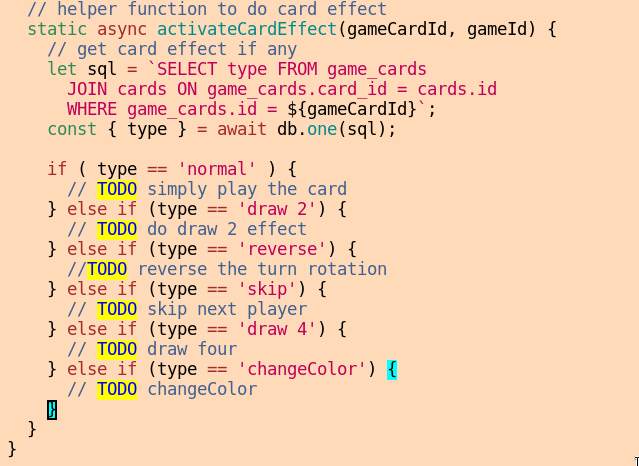 // helper function to do card effect
static async activateCardEffect(gameCardId, gameId) {
// get card effect if any
let sql = `SELECT type FROM game_cards
JOIN cards ON game_cards.card_id = cards.id
WHERE game_cards.id = ${gameCardId}`;
const { type } = await db.one(sql);
if ( type == 'normal' ) {
// TODO simply play the card
} else if (type == 'draw 2') {
// TODO do draw 2 effect
} else if (type == 'reverse') {
//TODO reverse the turn rotation
} else if (type == 'skip') {
// TODO skip next player
} else if (type == 'draw 4') {
// TODO draw four
} else if (type == 'changeColor') {
// TODO changeColor
}
}
}